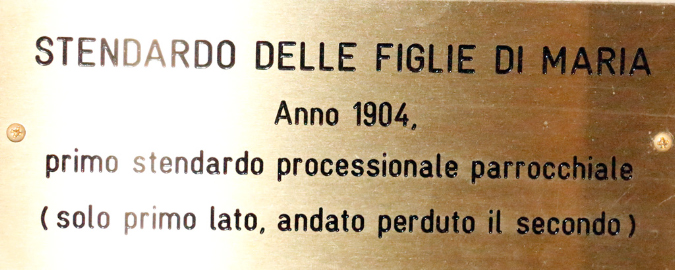 STENDARDO DELLE FIGLIE DI MARIA
Anno 1904,
primo stendardo processionale parrocchiale
(solo primo lato, andato perduto il secondo)